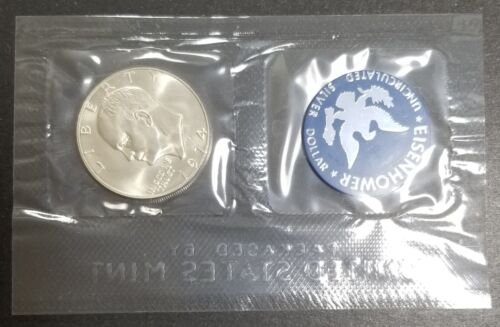 LIBERTY
1974
EISENHOWER
UNCIRCULATED SILVER
DOLLAR
PACKAGED BY
UNITED STATES MINT